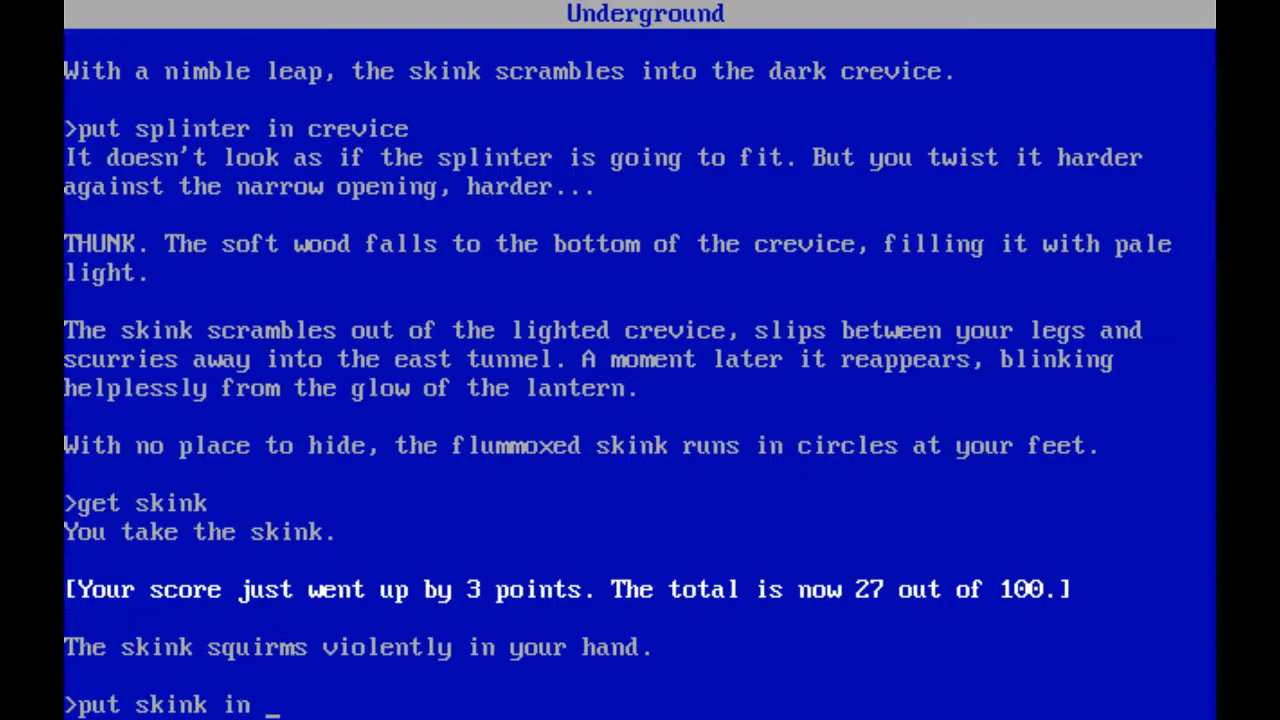 Underground
With a nimble leap, the skink scrambles into the dark crevice.
>put splinter in crevice
It doesn't look as if the splinter is going to fit. But you twist it harder
against the narrow opening, harder...
THUNK. The soft wood falls to the bottom of the crevice, filling it with pale
light.
The skink scrambles out of the lighted crevice, slips between your legs and
scurries away into the east tunnel. A moment later it reappears, blinking
helplessly from the glow of the lantern.
With no place to hide, the flummoxed skink runs in circles at your feet.
>get skink
You take the skink.
[Your score just went up by 3 points. The total is now 27 out of 100.]
The skink squirms violently in your hand.
>put skink in _